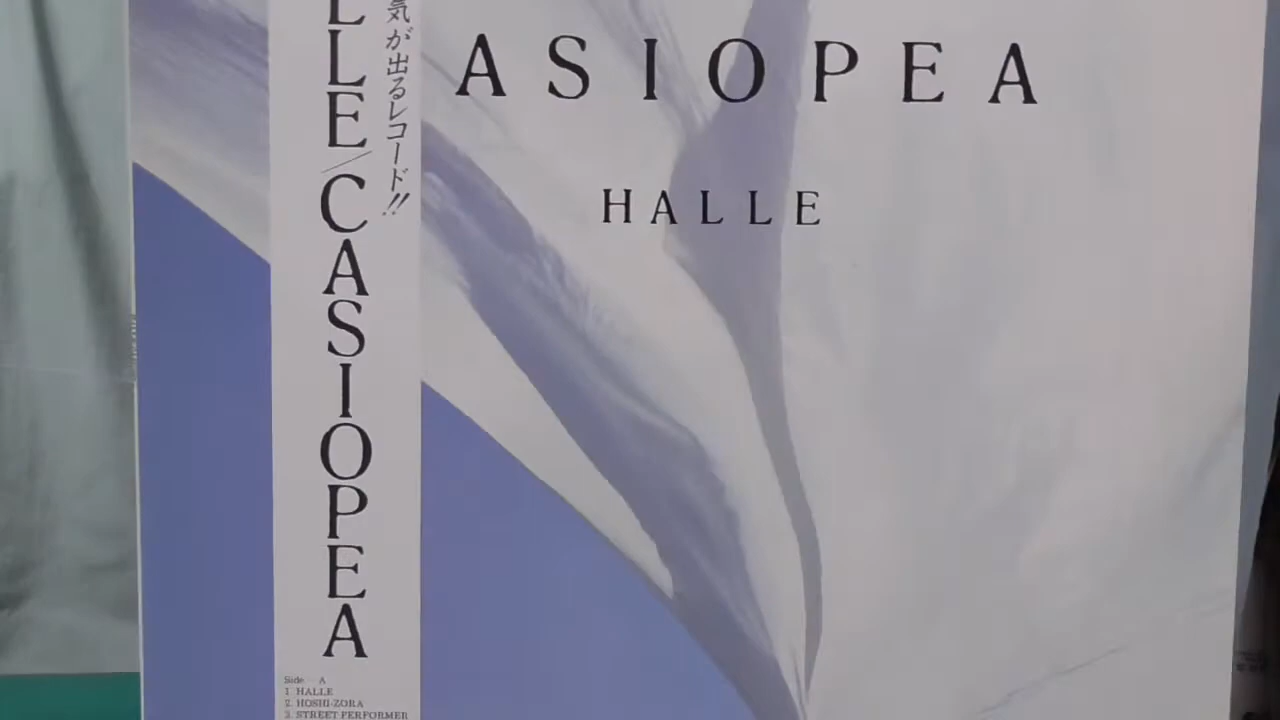 LLE/CASIOPEA
気が出るレコード!!
ASIOPEA
HALLE
Side A
1. HALLE
2. HOSHI-ZORA
3. STREET PERFORMER